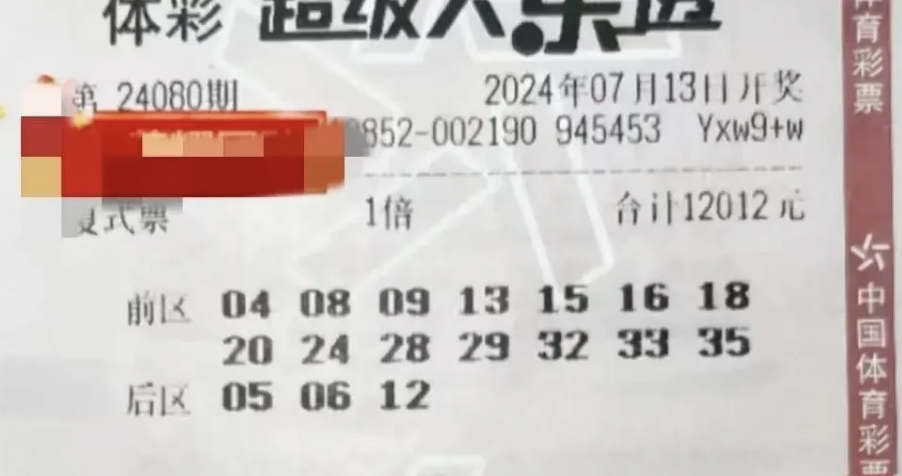 体彩 超级大乐透
第 24080期 2024年07月13日开奖
852-002190 945453 Yxw9+w
复式票 1倍 合计12012元
前区 04 08 09 13 15 16 18
20 24 28 29 32 33 35
后区 05 06 12
体育彩票
中国体育彩票